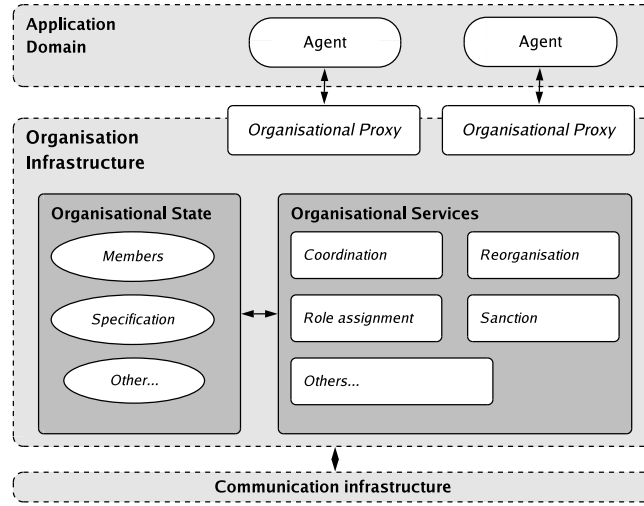 Application
Domain
Agent
Agent
Organisational Proxy
Organisational Proxy
Organisation
Infrastructure
Organisational State
Members
Specification
Other...
Organisational Services
Coordination
Reorganisation
Role assignment
Sanction
Others...
Communication infrastructure